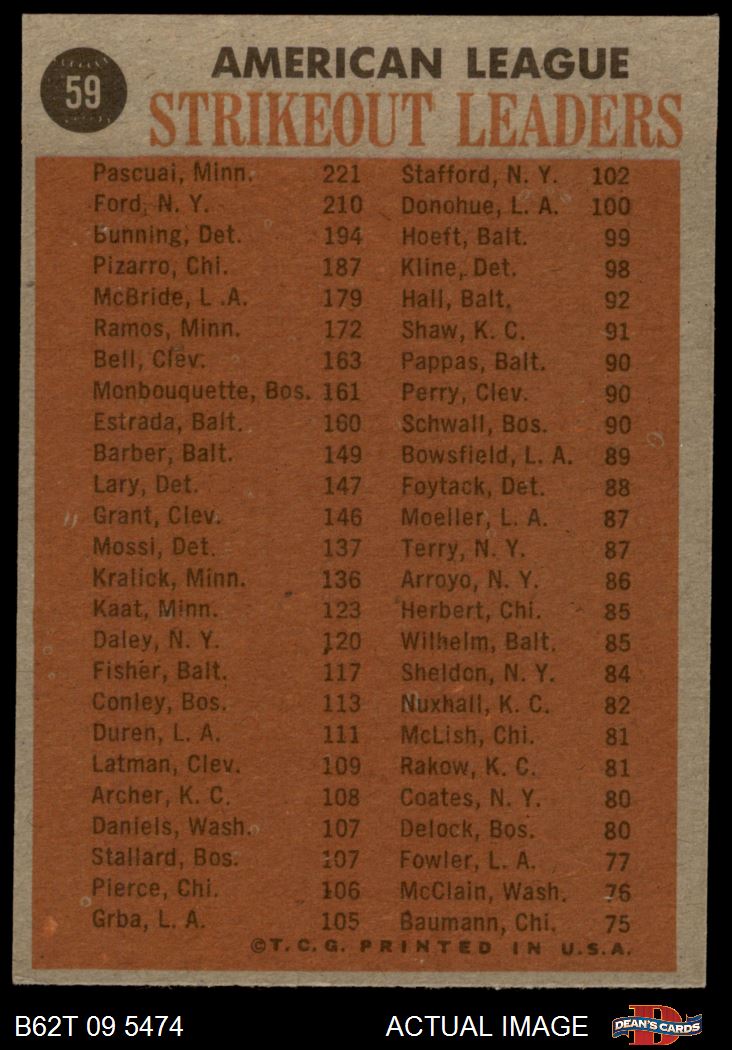 59
AMERICAN LEAGUE
STRIKEOUT LEADERS
Pascual, Minn. 221
Ford, N. Y. 210
Bunning, Det. 194
Pizarro, Chi. 187
McBride, L .A. 179
Ramos, Minn. 172
Bell, Clev. 163
Monbouquette, Bos. 161
Estrada, Balt. 160
Barber, Balt. 149
Lary, Det. 147
Grant, Clev. 146
Mossi, Det. 137
Kralick, Minn. 136
Kaat, Minn. 123
Daley, N. Y. 120
Fisher, Balt. 117
Conley, Bos. 113
Duren, L. A. 111
Latman, Clev. 109
Archer, K. C. 108
Daniels, Wash. 107
Stallard, Bos. 107
Pierce, Chi. 106
Grba, L. A. 105
Stafford, N. Y. 102
Donohue, L. A. 100
Hoeft, Balt. 99
Kline, Det. 98
Hall, Balt. 92
Shaw, K. C. 91
Pappas, Balt. 90
Perry, Clev. 90
Schwall, Bos. 90
Bowsfield, L. A. 89
Foytack, Det. 88
Moeller, L. A. 87
Terry, N. Y. 87
Arroyo, N. Y. 86
Herbert, Chi. 85
Wilhelm, Balt. 85
Sheldon, N. Y. 84
Nuxhall, K. C. 82
McLish, Chi. 81
Rakow, K. C. 81
Coates, N. Y. 80
Delock, Bos. 80
Fowler, L. A. 77
McClain, Wash. 76
Baumann, Chi. 75
©T. C. G. PRINTED IN U.S.A.
B62T 09 5474
ACTUAL IMAGE
D
DEAN'S CARDS